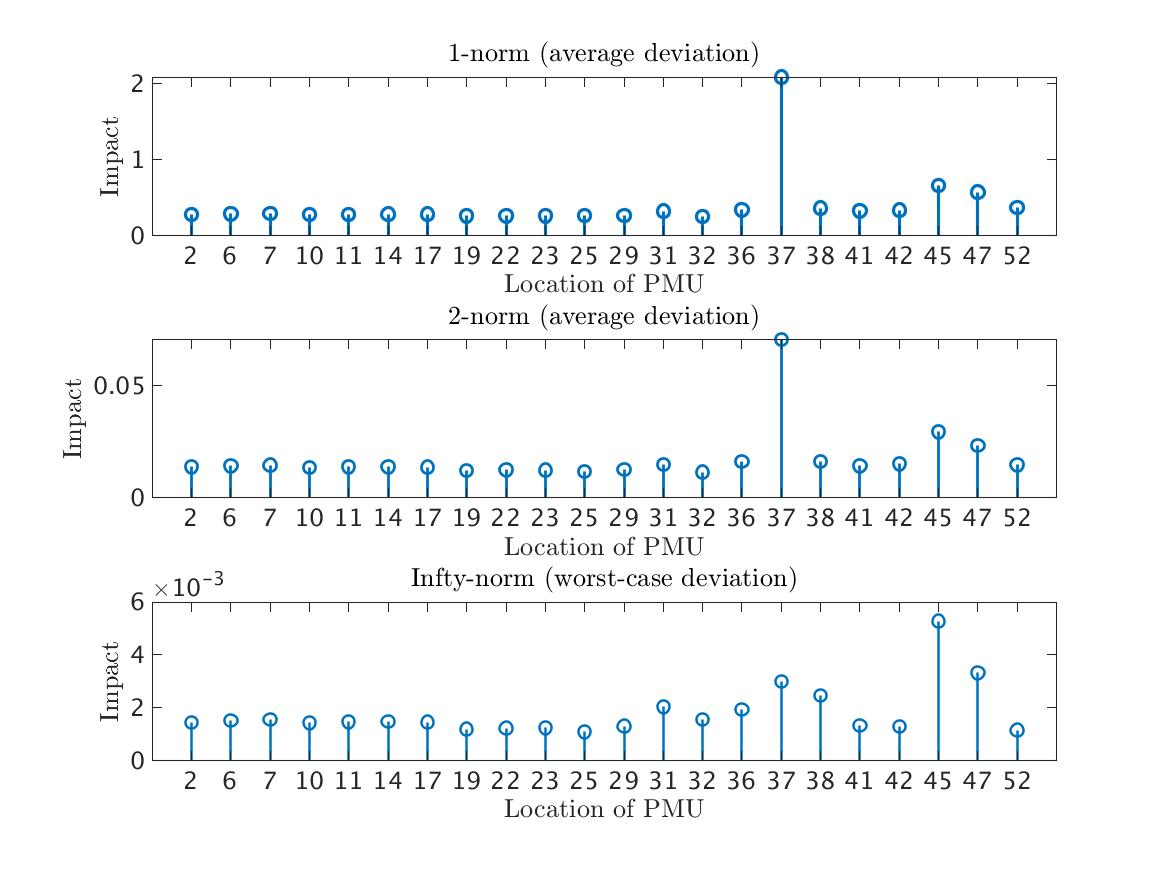 1-norm (average deviation)
2
1
0
Impact
2 6 7 10 11 14 17 19 22 23 25 29 31 32 36 37 38 41 42 45 47 52
Location of PMU
2-norm (average deviation)
0.05
0
Impact
2 6 7 10 11 14 17 19 22 23 25 29 31 32 36 37 38 41 42 45 47 52
Location of PMU
Infty-norm (worst-case deviation)
×10⁻³
6
4
2
0
Impact
2 6 7 10 11 14 17 19 22 23 25 29 31 32 36 37 38 41 42 45 47 52
Location of PMU